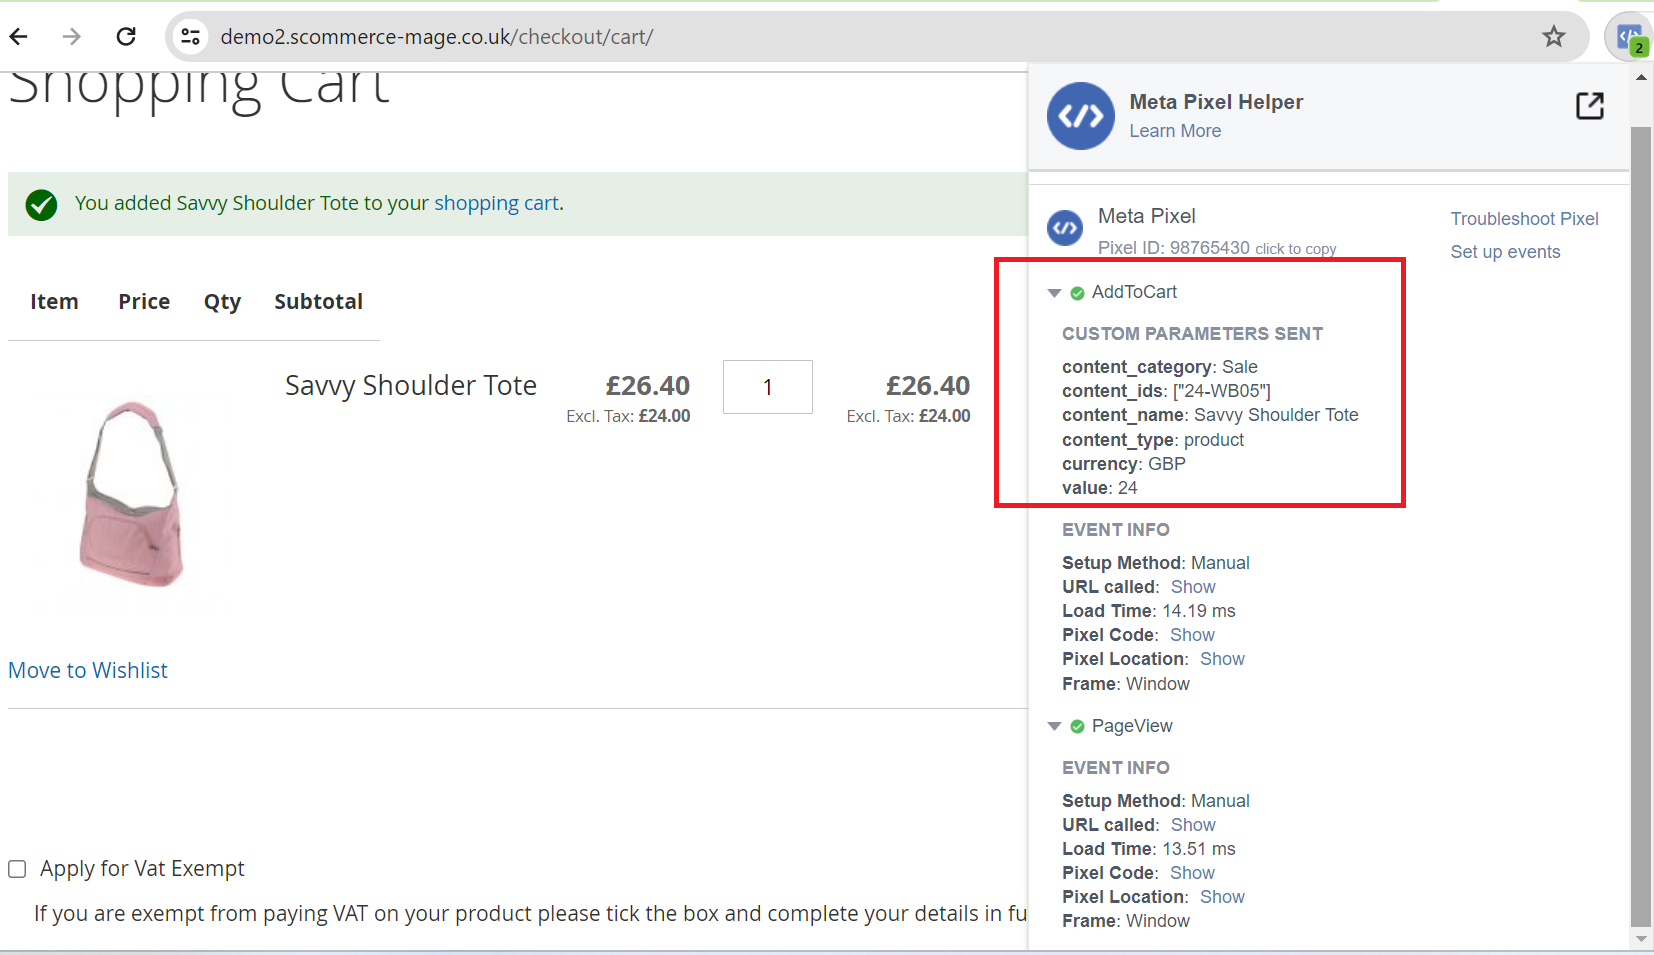 demo2.scommerce-mage.co.uk/checkout/cart/
2
Shopping Cart
You added Savvy Shoulder Tote to your shopping cart.
Item Price Qty Subtotal
Savvy Shoulder Tote £26.40 1 £26.40
Excl. Tax: £24.00 Excl. Tax: £24.00
Move to Wishlist
Apply for Vat Exempt
If you are exempt from paying VAT on your product please tick the box and complete your details in fu
Meta Pixel Helper
Learn More
Meta Pixel
Pixel ID: 98765430 click to copy
Troubleshoot Pixel
Set up events
AddToCart
CUSTOM PARAMETERS SENT
content_category: Sale
content_ids: ["24-WB05"]
content_name: Savvy Shoulder Tote
content_type: product
currency: GBP
value: 24
EVENT INFO
Setup Method: Manual
URL called: Show
Load Time: 14.19 ms
Pixel Code: Show
Pixel Location: Show
Frame: Window
PageView
EVENT INFO
Setup Method: Manual
URL called: Show
Load Time: 13.51 ms
Pixel Code: Show
Pixel Location: Show
Frame: Window